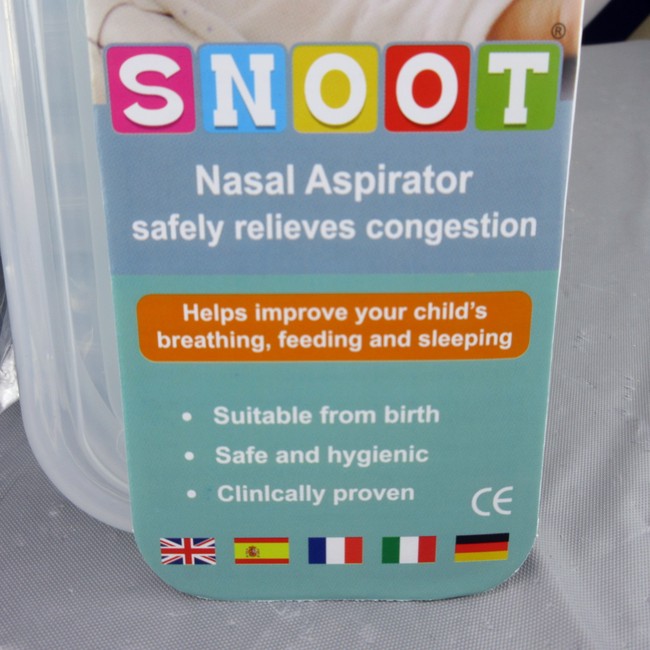 SNOOT®
Nasal Aspirator
safely relieves congestion
Helps improve your child's
breathing, feeding and sleeping
• Suitable from birth
• Safe and hygienic
• ClinIcally proven
CE